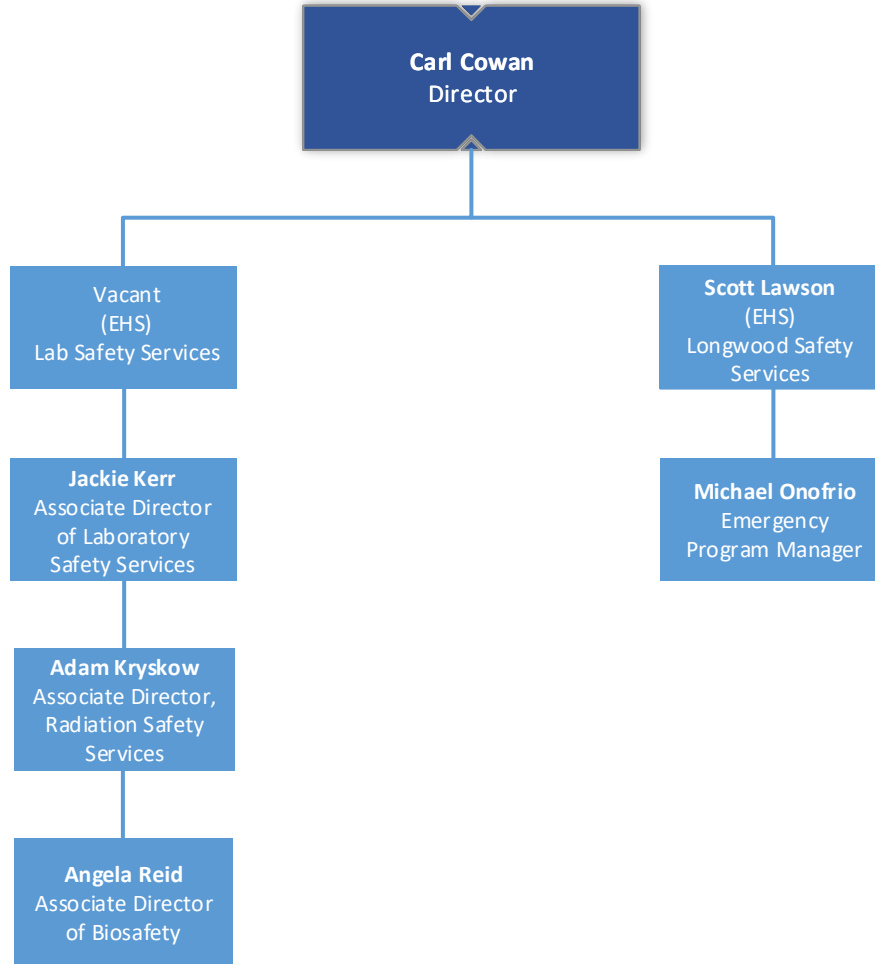 Carl Cowan
Director
Vacant
(EHS)
Lab Safety Services
Scott Lawson
(EHS)
Longwood Safety
Services
Jackie Kerr
Associate Director
of Laboratory
Safety Services
Michael Onofrio
Emergency
Program Manager
Adam Kryskow
Associate Director,
Radiation Safety
Services
Angela Reid
Associate Director
of Biosafety